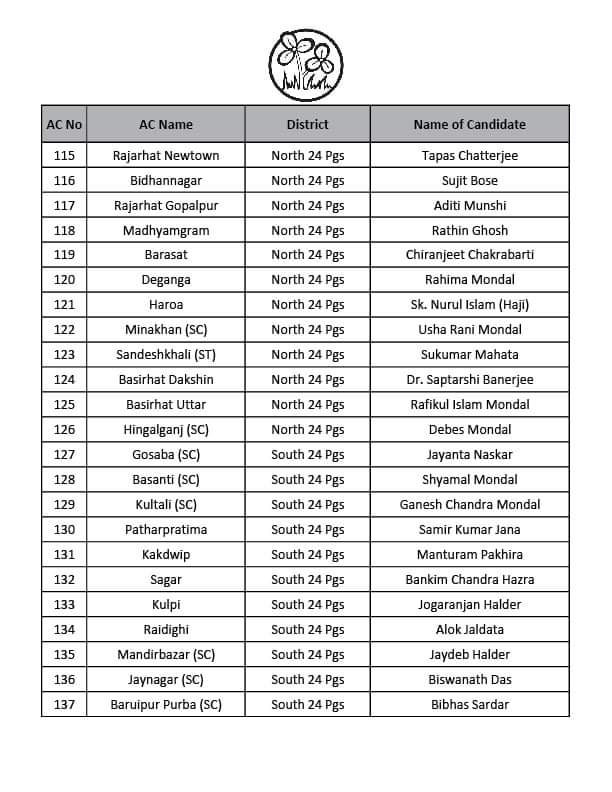 AC No AC Name District Name of Candidate
115 Rajarhat Newtown North 24 Pgs Tapas Chatterjee
116 Bidhannagar North 24 Pgs Sujit Bose
117 Rajarhat Gopalpur North 24 Pgs Aditi Munshi
118 Madhyamgram North 24 Pgs Rathin Ghosh
119 Barasat North 24 Pgs Chiranjeet Chakrabarti
120 Deganga North 24 Pgs Rahima Mondal
121 Haroa North 24 Pgs Sk. Nurul Islam (Haji)
122 Minakhan (SC) North 24 Pgs Usha Rani Mondal
123 Sandeshkhali (ST) North 24 Pgs Sukumar Mahata
124 Basirhat Dakshin North 24 Pgs Dr. Saptarshi Banerjee
125 Basirhat Uttar North 24 Pgs Rafikul Islam Mondal
126 Hingalganj (SC) North 24 Pgs Debes Mondal
127 Gosaba (SC) South 24 Pgs Jayanta Naskar
128 Basanti (SC) South 24 Pgs Shyamal Mondal
129 Kultali (SC) South 24 Pgs Ganesh Chandra Mondal
130 Patharpratima South 24 Pgs Samir Kumar Jana
131 Kakdwip South 24 Pgs Manturam Pakhira
132 Sagar South 24 Pgs Bankim Chandra Hazra
133 Kulpi South 24 Pgs Jogaranjan Halder
134 Raidighi South 24 Pgs Alok Jaldata
135 Mandirbazar (SC) South 24 Pgs Jaydeb Halder
136 Jaynagar (SC) South 24 Pgs Biswanath Das
137 Baruipur Purba (SC) South 24 Pgs Bibhas Sardar